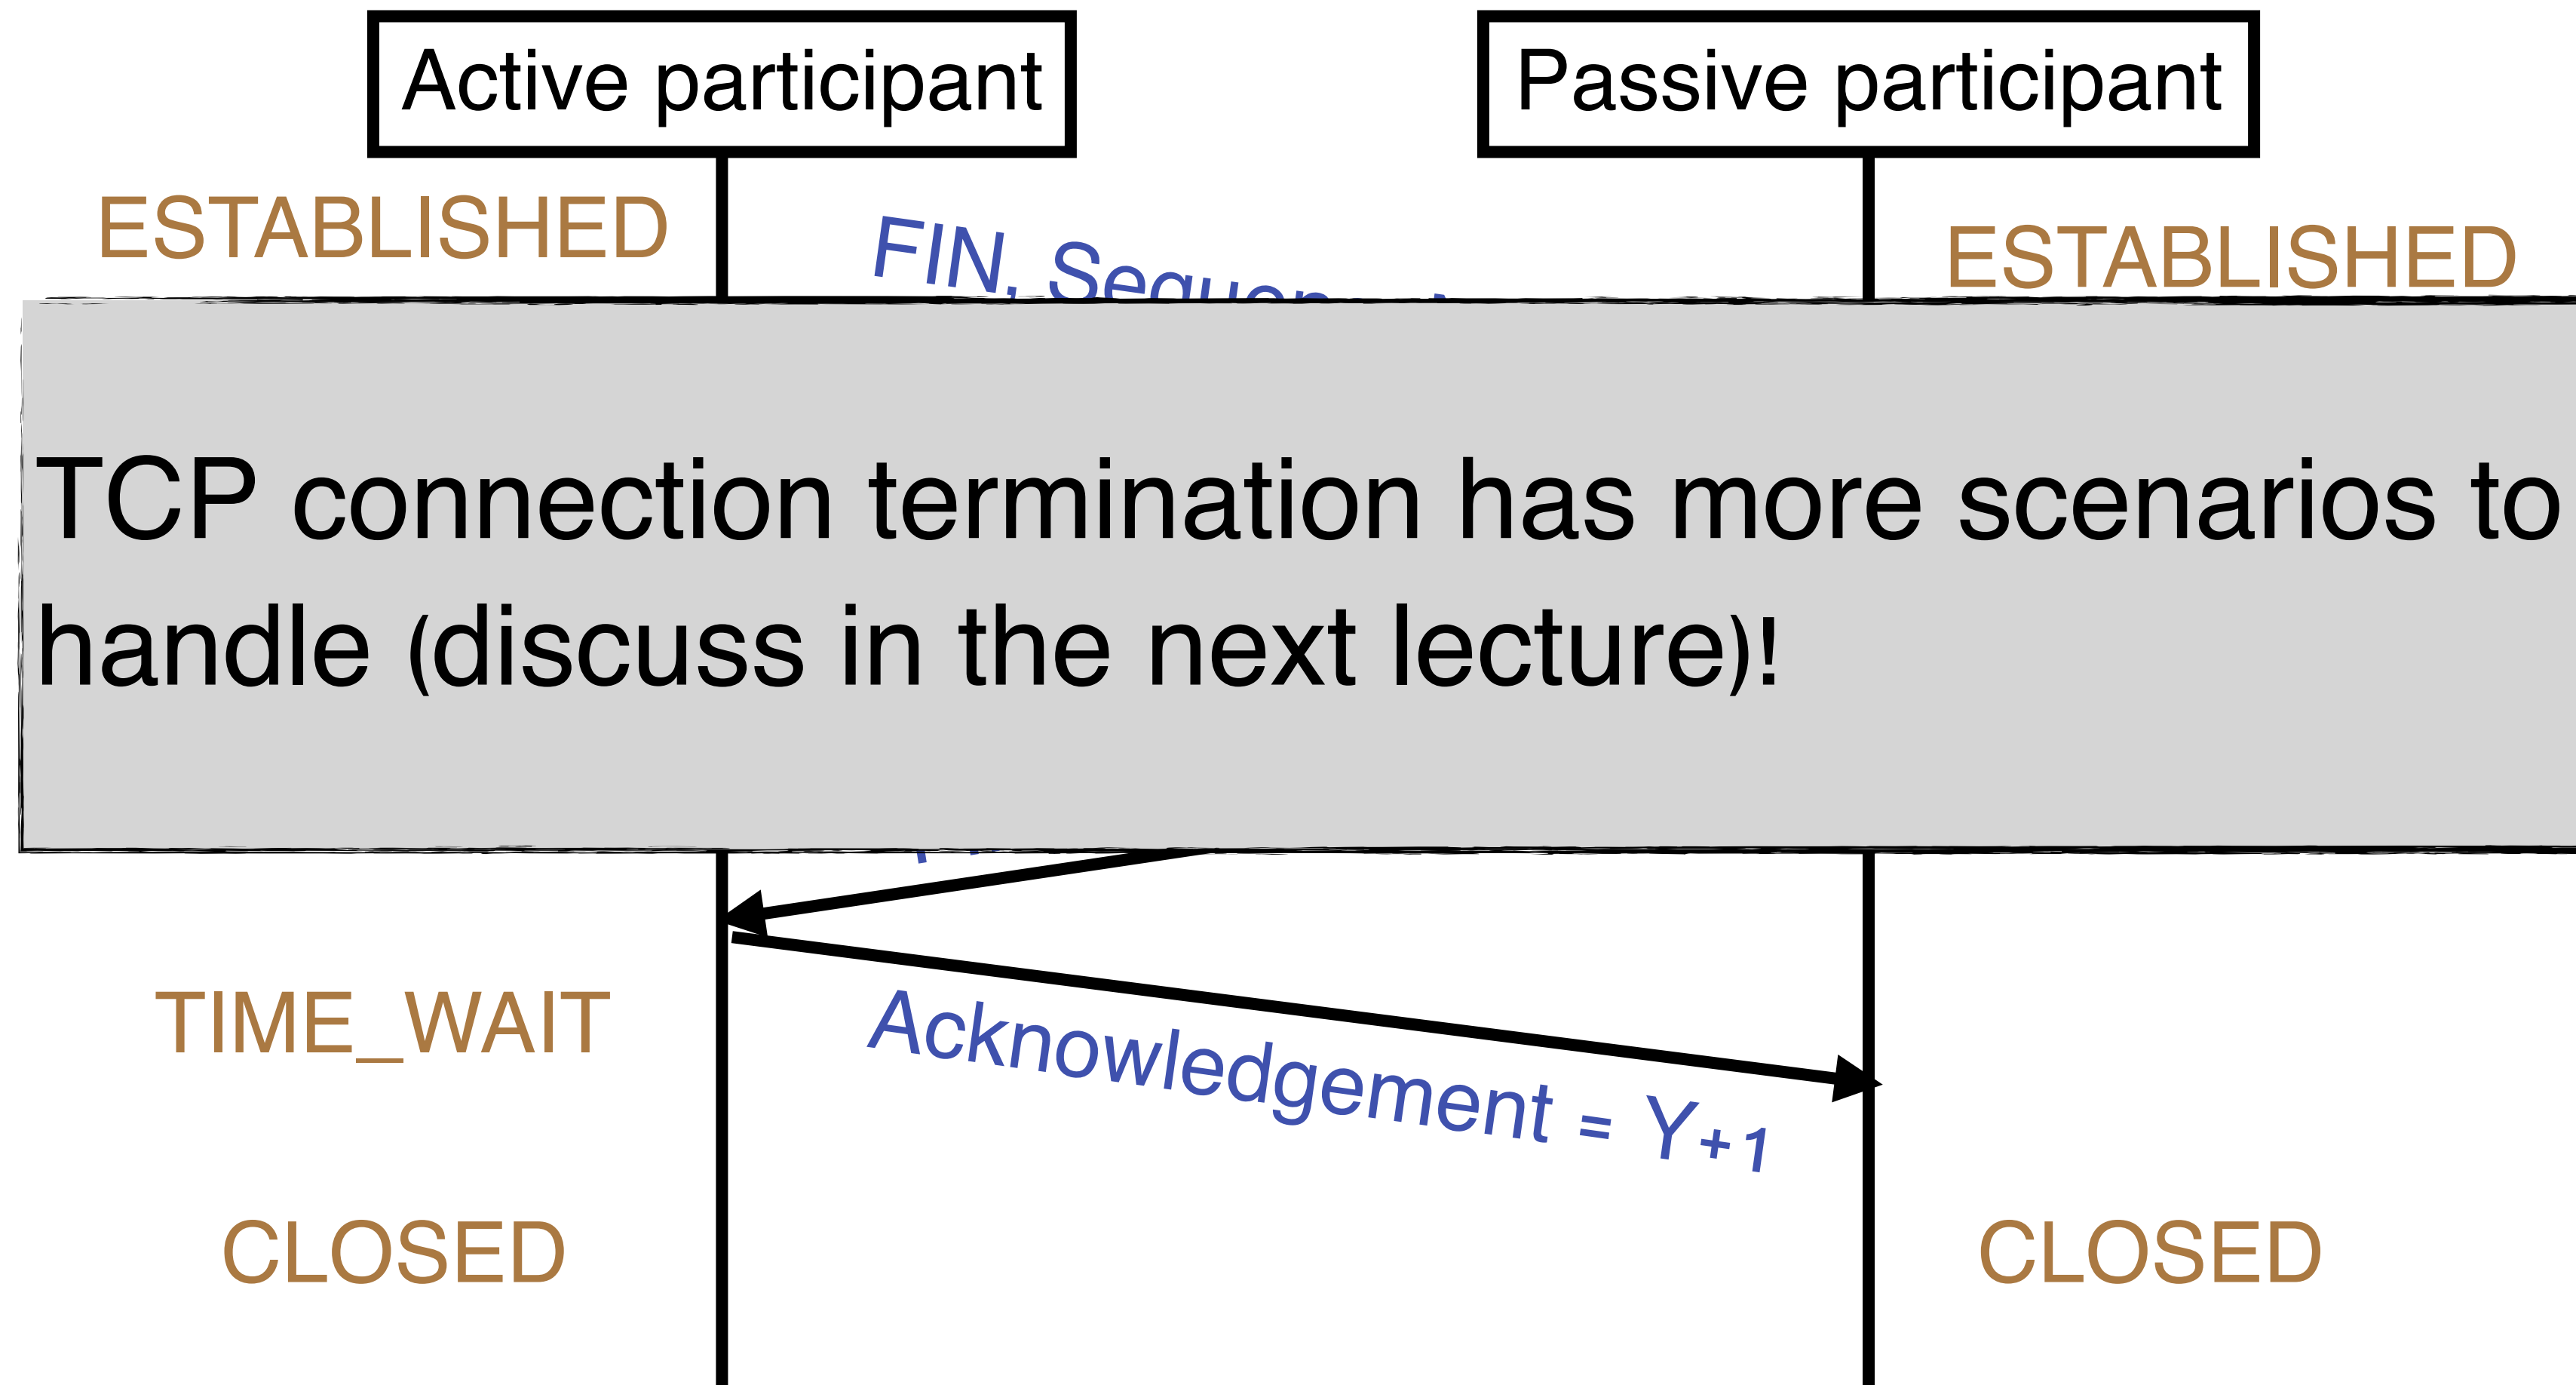 Active participant
Passive participant
ESTABLISHED
FIN,
ESTABLISHED
TCP connection termination has more scenarios to
handle (discuss in the next lecture)!
TIME_WAIT
Acknowledgement = Y+1
CLOSED
CLOSED